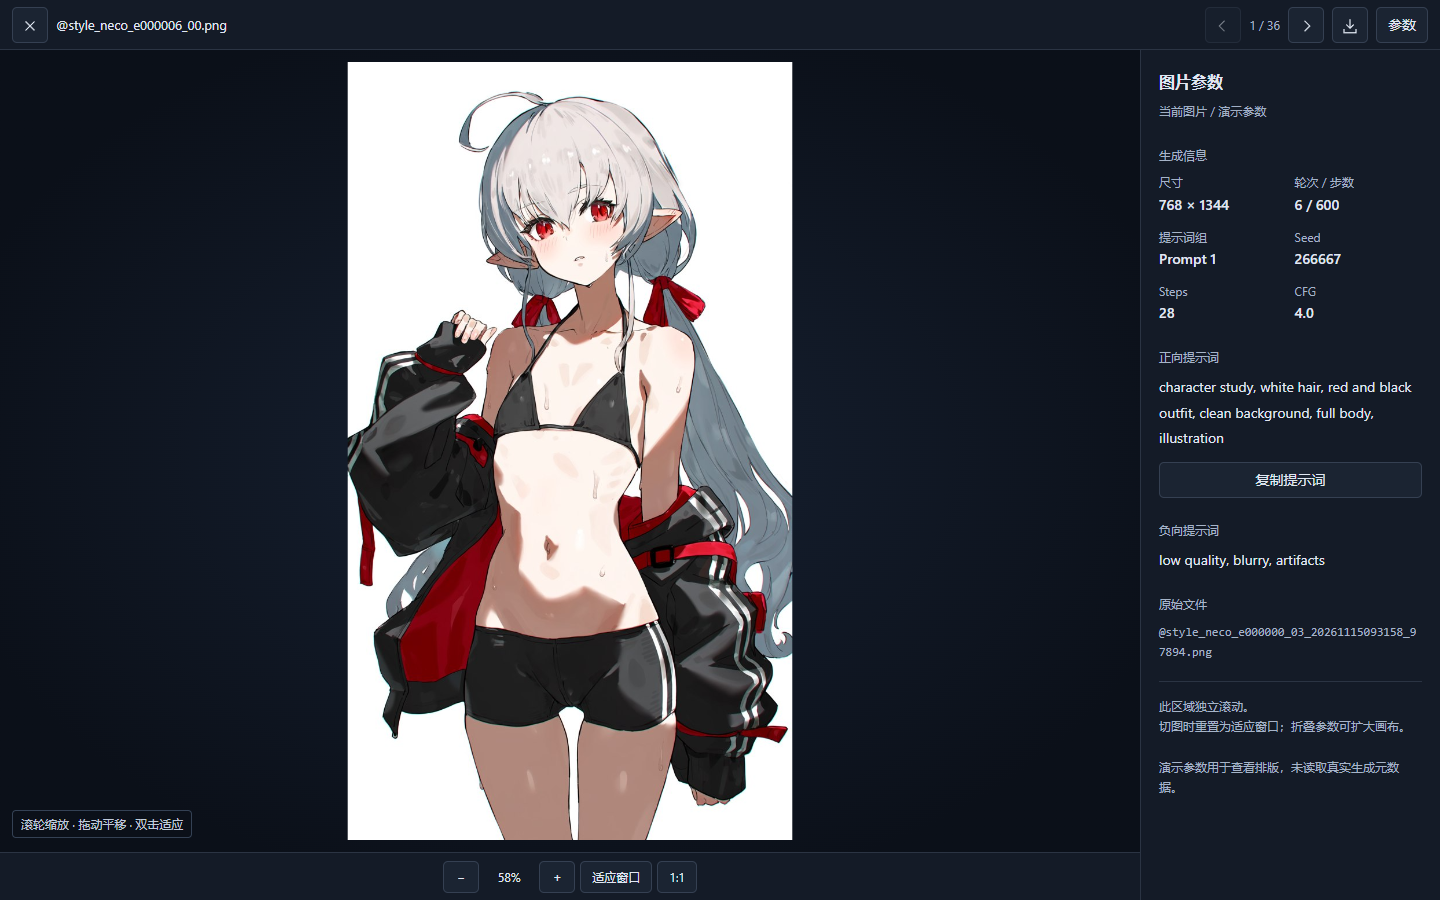 @style_neco_e000006_00.png
1 / 36
参数
图片参数
当前图片 / 演示参数
生成信息
尺寸
轮次 / 步数
768 × 1344
6 / 600
提示词组
Seed
Prompt 1
266667
Steps
CFG
28
4.0
正向提示词
character study, white hair, red and black
outfit, clean background, full body,
illustration
复制提示词
负向提示词
low quality, blurry, artifacts
原始文件
@style_neco_e000000_03_20261115093158_9
7894.png
此区域独立滚动。
切图时重置为适应窗口；折叠参数可扩大画布。
演示参数用于查看排版，未读取真实生成元数
据。
滚轮缩放 · 拖动平移 · 双击适应
−
58%
+
适应窗口
1:1